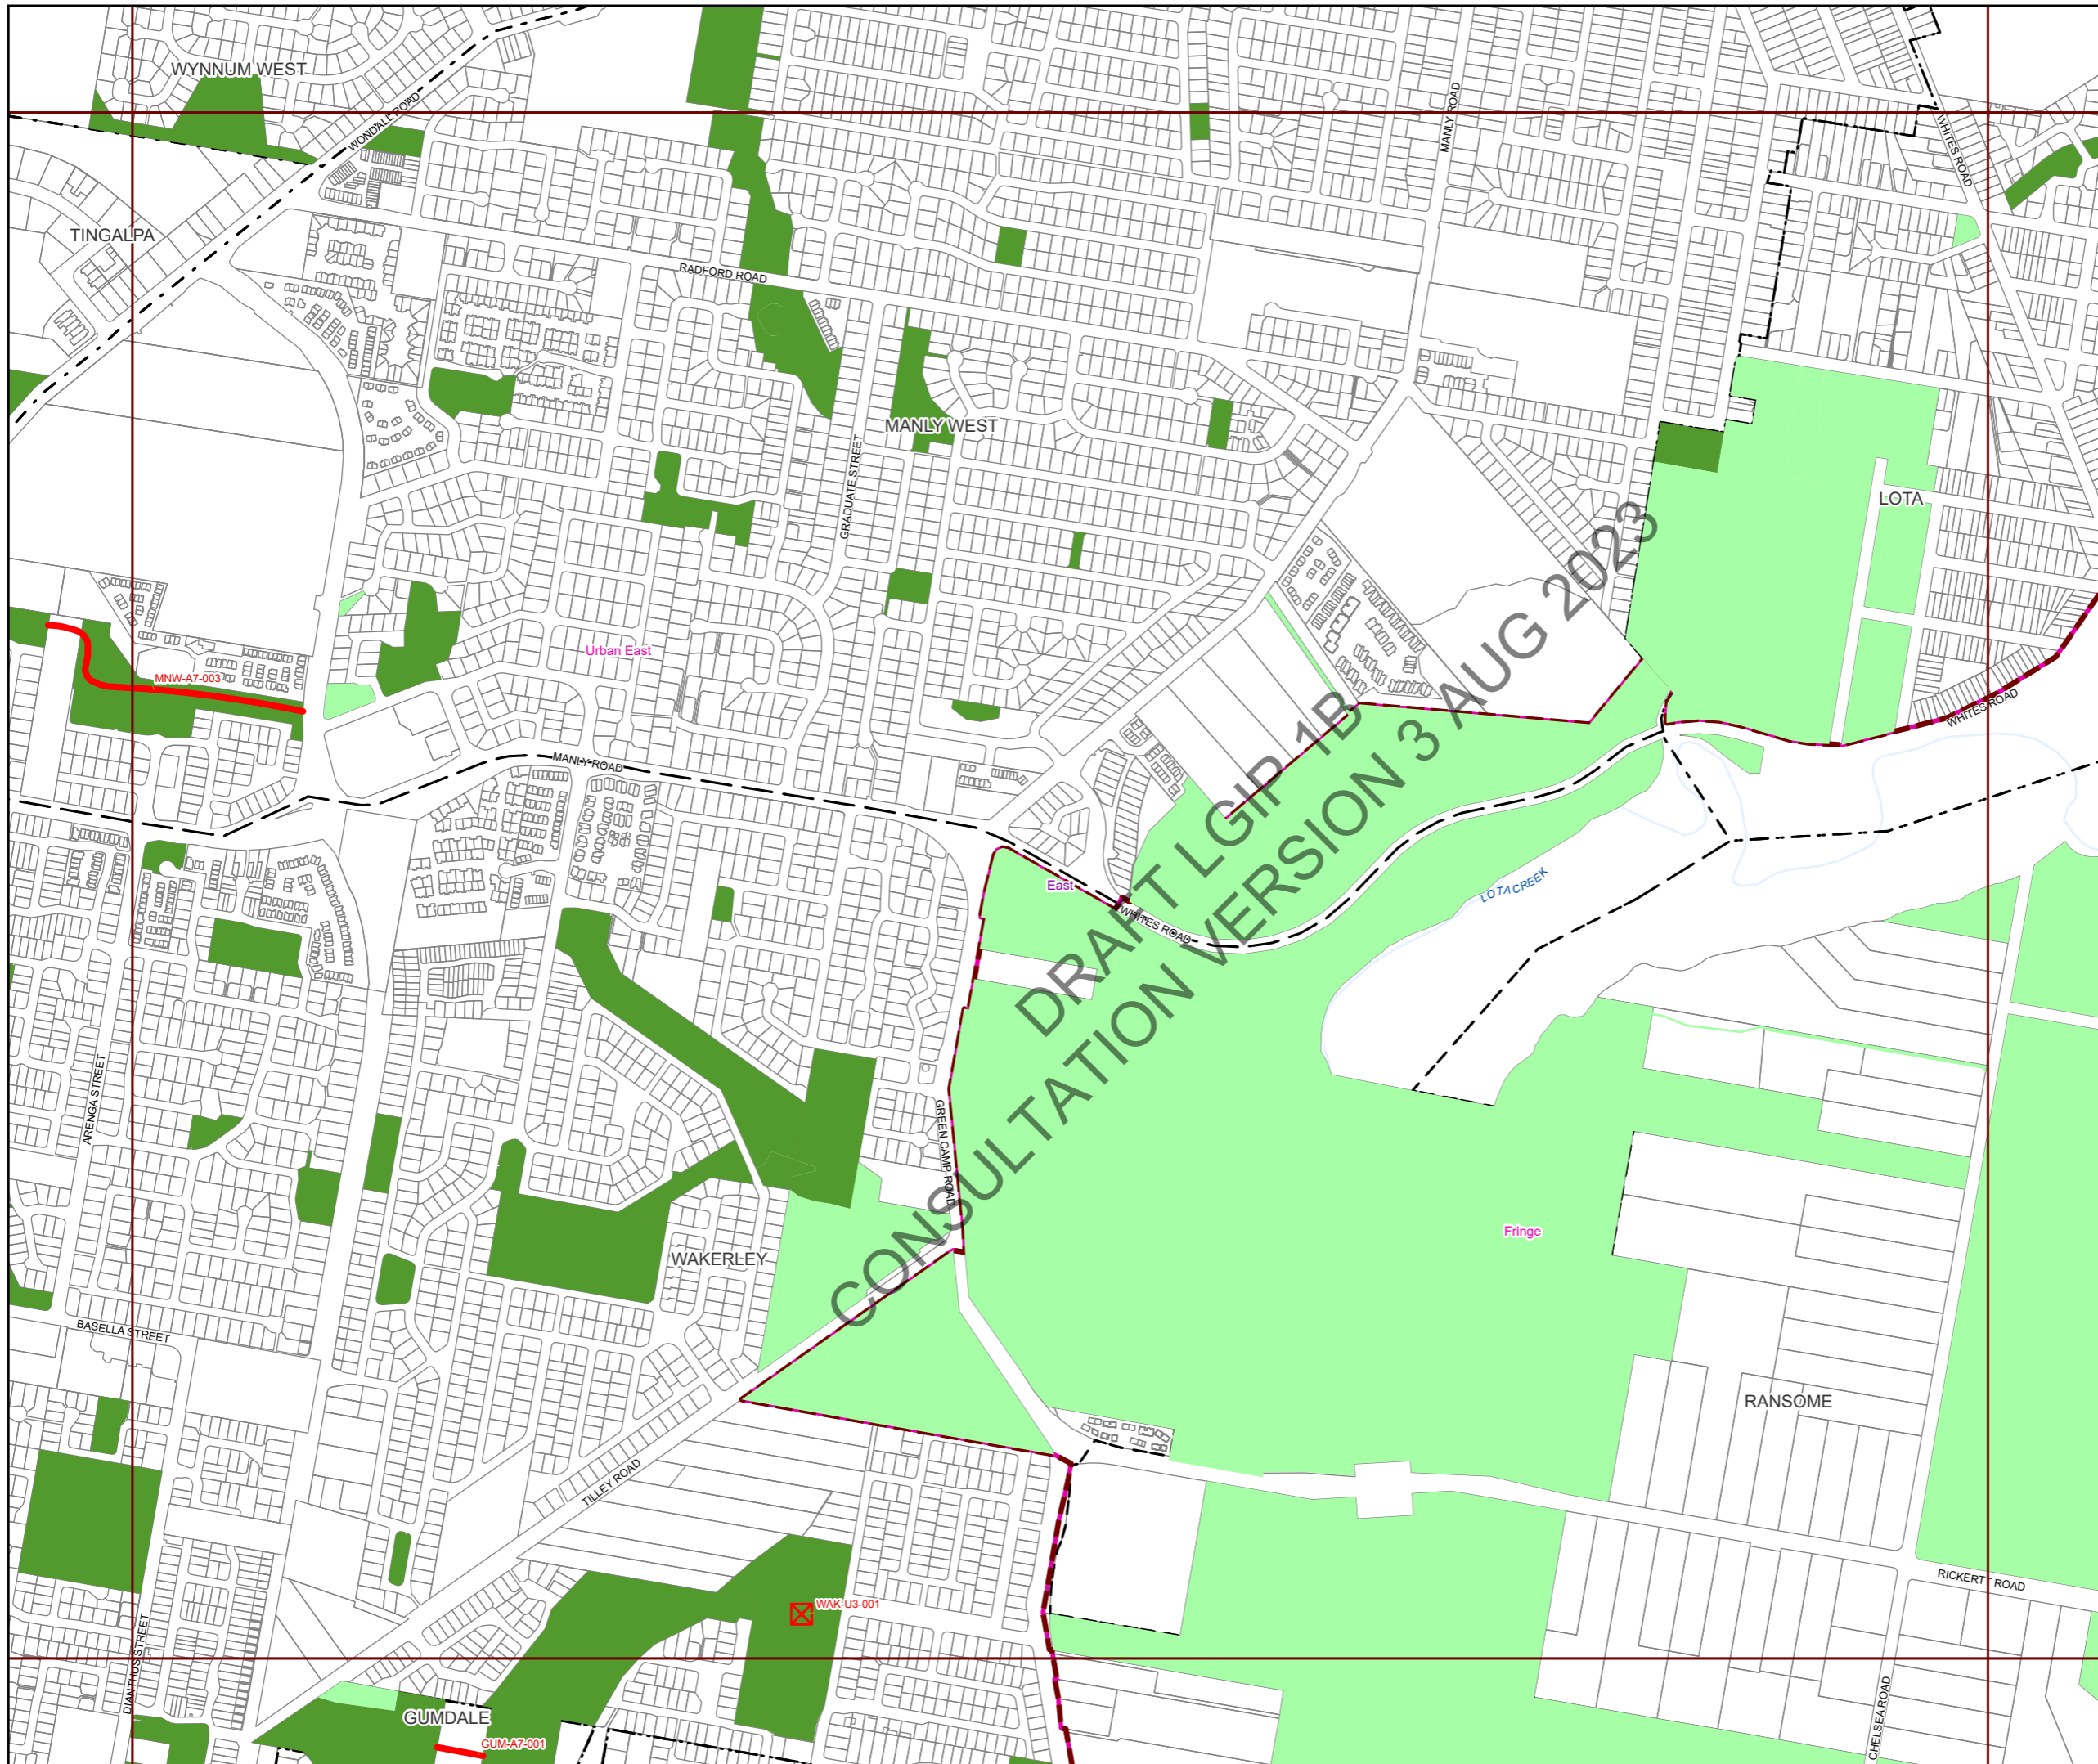 WYNNUM WEST
WONDALL ROAD
MANLY ROAD
WHITES ROAD
TINGALPA
RADFORD ROAD
MANLY WEST
GRADUATE STREET
LOTA
Urban East
MNW-A7-003
WHITES ROAD
MANLY ROAD
East
WHITES ROAD
LOTA CREEK
DRAFT LGIP 1B
CONSULTATION VERSION 3 AUG 2023
ARENGA STREET
GREEN CAMP ROAD
Fringe
WAKERLEY
BASELLA STREET
RANSOME
TILLEY ROAD
RICKERTT ROAD
WAK-U3-001
DIANTHUS STREET
CHELSEA ROAD
GUMDALE
GUM-A7-001